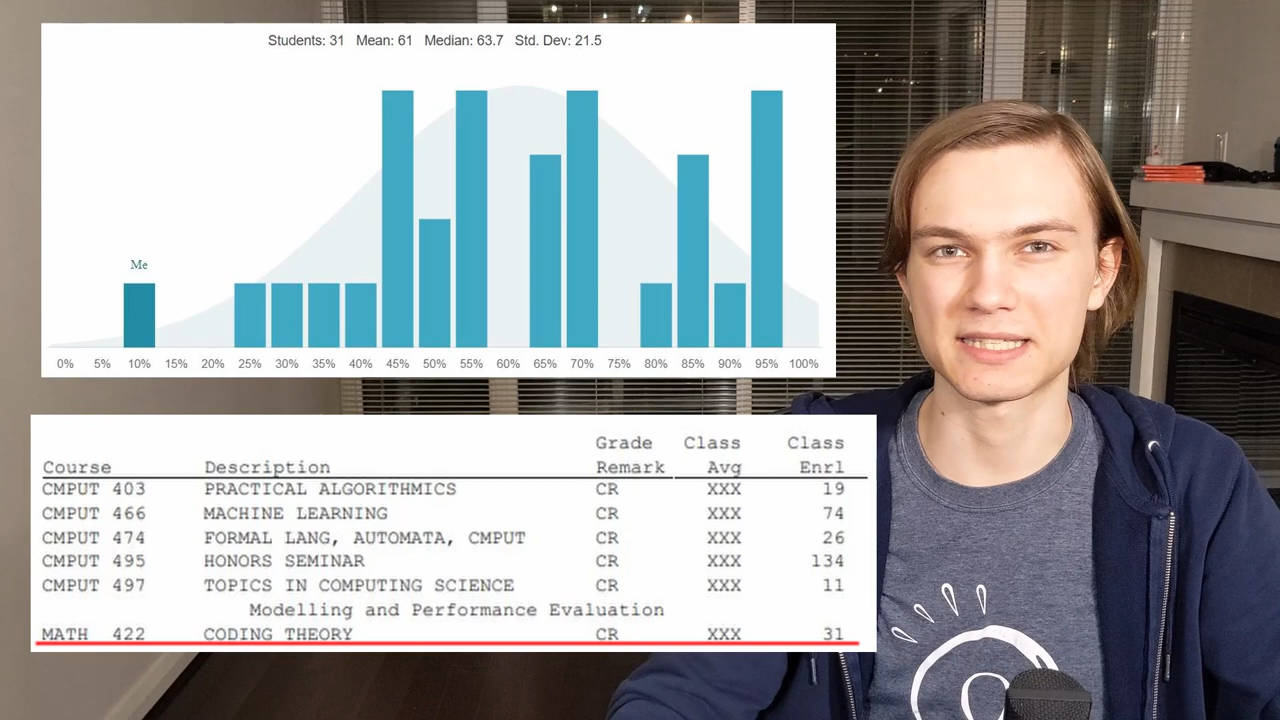 Students: 31 Mean: 61 Median: 63.7 Std. Dev: 21.5
Me
0% 5% 10% 15% 20% 25% 30% 35% 40% 45% 50% 55% 60% 65% 70% 75% 80% 85% 90% 95% 100%
Grade Class Class
Course Description Remark Avg Enrl
CMPUT 403 PRACTICAL ALGORITHMICS CR XXX 19
CMPUT 466 MACHINE LEARNING CR XXX 74
CMPUT 474 FORMAL LANG, AUTOMATA, CMPUT CR XXX 26
CMPUT 495 HONORS SEMINAR CR XXX 134
CMPUT 497 TOPICS IN COMPUTING SCIENCE CR XXX 11
Modelling and Performance Evaluation
MATH 422 CODING THEORY CR XXX 31